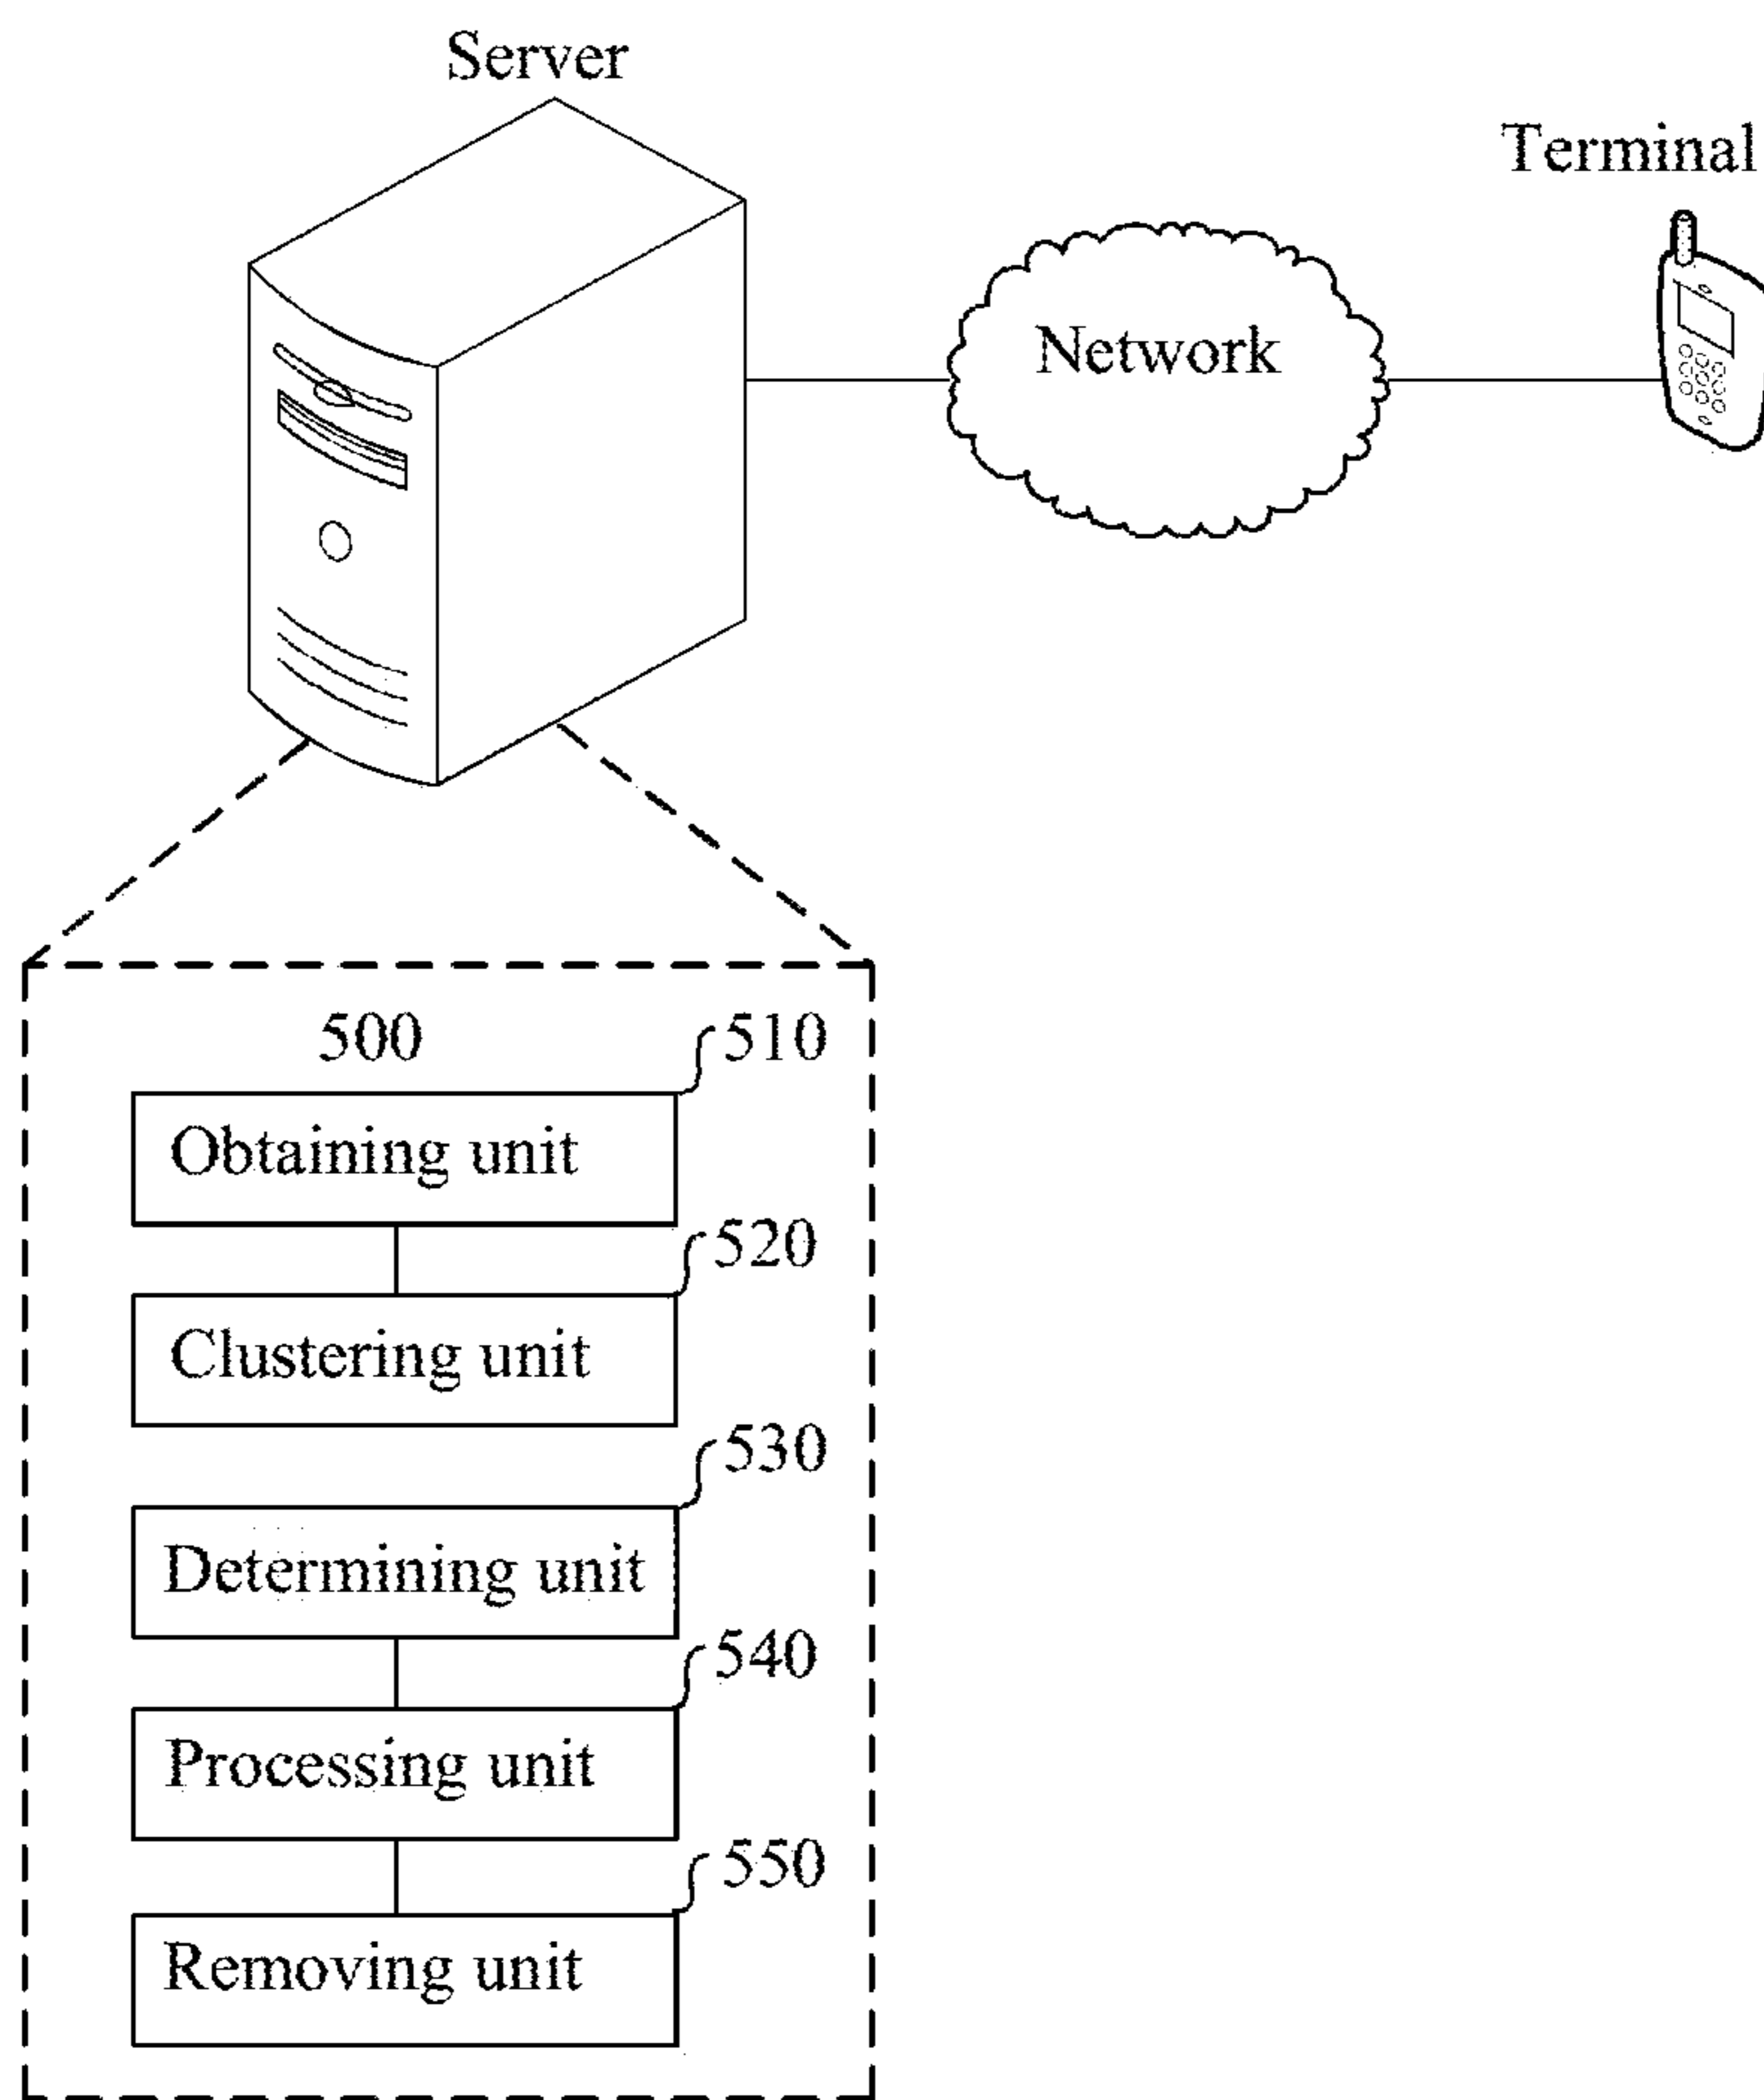 Server
Terminal
Network
500
510
Obtaining unit
520
Clustering unit
530
Determining unit
540
Processing unit
550
Removing unit